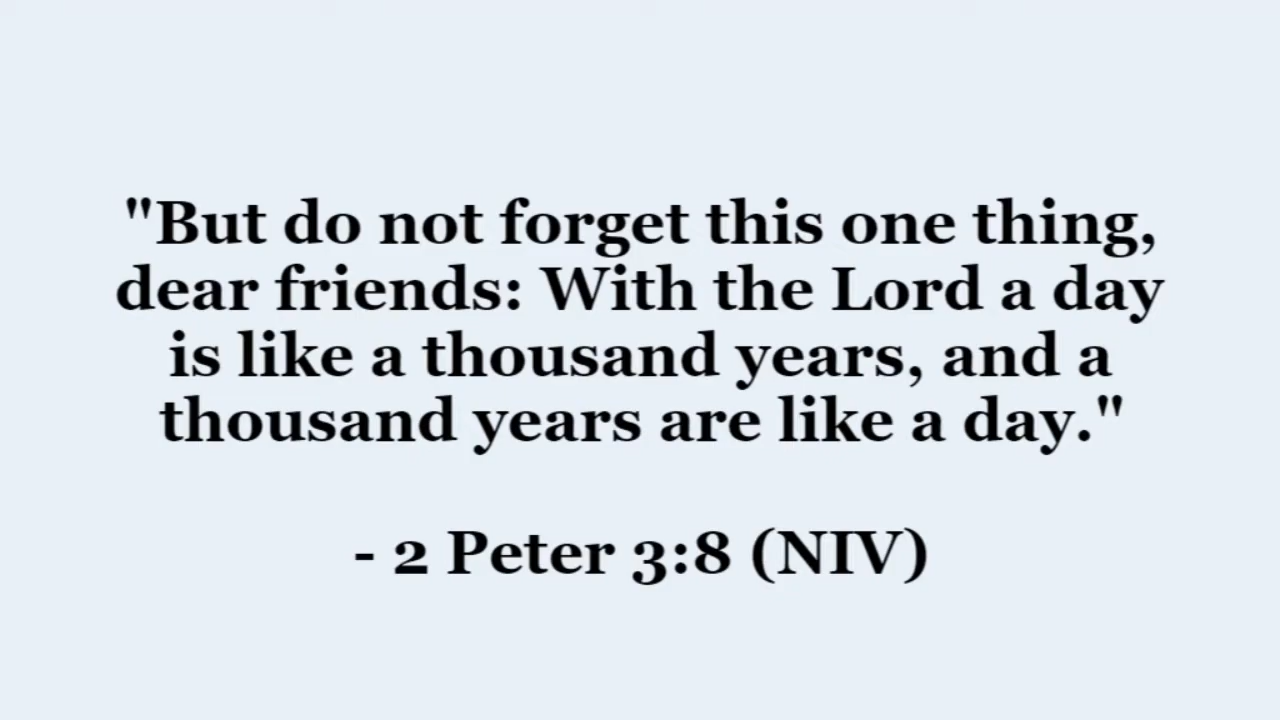 "But do not forget this one thing,
dear friends: With the Lord a day
is like a thousand years, and a
thousand years are like a day."
- 2 Peter 3:8 (NIV)